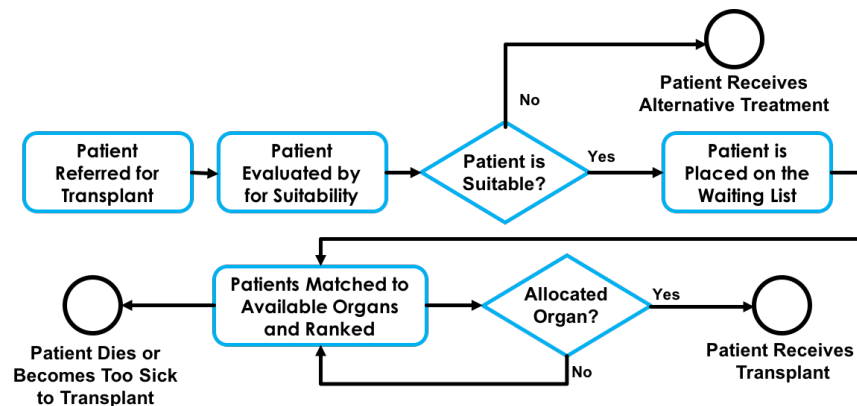 No
Patient Receives
Alternative Treatment
Patient
Referred for
Transplant
Patient
Evaluated by
for Suitability
Patient is
Suitable?
Yes
Patient is
Placed on the
Waiting List
Patients Matched to
Available Organs
and Ranked
Allocated
Organ?
Yes
No
Patient Dies or
Becomes Too Sick
to Transplant
Patient Receives
Transplant